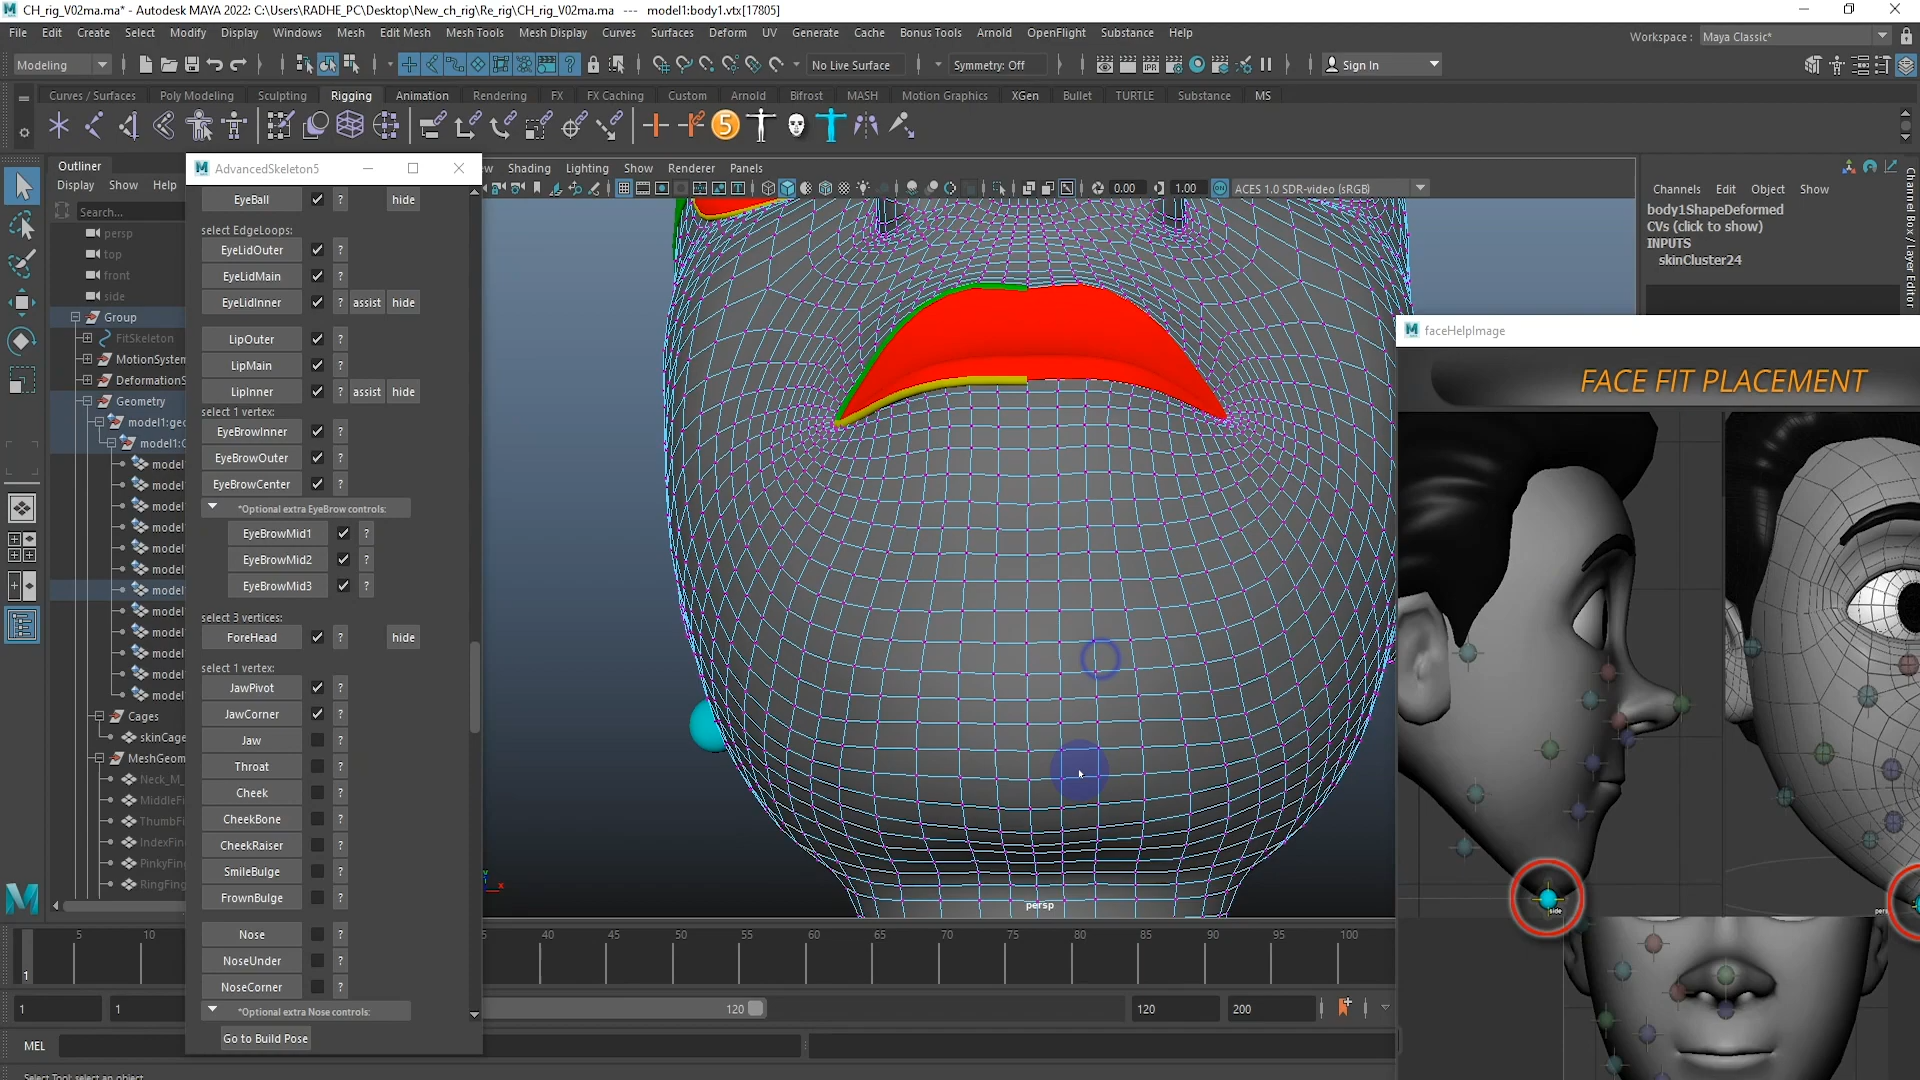 CH_rig_V02ma.ma* - Autodesk MAYA 2022: C:\Users\RADHE_PC\Desktop\New_ch_rig\Re_rig\CH_rig_V02ma.ma --- model1:body1.vtx[17805]
File Edit Create Select Modify Display Windows Mesh Edit Mesh Mesh Tools Mesh Display Curves Surfaces Deform UV Generate Cache Bonus Tools Arnold OpenFlight Substance Help
Workspace : Maya Classic*
Modeling No Live Surface Symmetry: Off Sign In
Curves / Surfaces Poly Modeling Sculpting Rigging Animation Rendering FX FX Caching Custom Arnold Bifrost MASH Motion Graphics XGen Bullet TURTLE Substance MS
Outliner
Display Show Help
Search...
persp
top
front
side
Group
FitSkeleton
MotionSystem
DeformationS
Geometry
model1:geo
model1:
model
model
model
model
model
model
model
model
model
model
model
model
Cages
skinCage
MeshGeom
Neck_M_
MiddleFi
ThumbFi
IndexFin
PinkyFing
RingFing
AdvancedSkeleton5
EyeBall ? hide
select EdgeLoops:
EyeLidOuter ?
EyeLidMain
EyeLidInner ? assist hide
LipOuter ?
LipMain ?
LipInner ? assist hide
select 1 vertex:
EyeBrowInner ?
EyeBrowOuter ?
EyeBrowCenter ?
*Optional extra EyeBrow controls:
EyeBrowMid1 ?
EyeBrowMid2 ?
EyeBrowMid3 ?
select 3 vertices:
ForeHead ? hide
select 1 vertex:
JawPivot ?
JawCorner ?
Jaw ?
Throat ?
Cheek ?
CheekBone ?
CheekRaiser ?
SmileBulge ?
FrownBulge ?
Nose ?
NoseUnder ?
NoseCorner ?
*Optional extra Nose controls:
Go to Build Pose
ew Shading Lighting Show Renderer Panels
0.00 1.00 ACES 1.0 SDR-video (sRGB)
persp
Channels Edit Object Show
body1ShapeDeformed
CVs (click to show)
INPUTS
skinCluster24
Channel Box / Layer Editor
faceHelpImage
FACE FIT PLACEMENT
side
pers
5 10 5 40 45 50 55 60 65 70 75 80 85 90 95 100
1
1 1 120 120 200
MEL
Select Tool: select an object